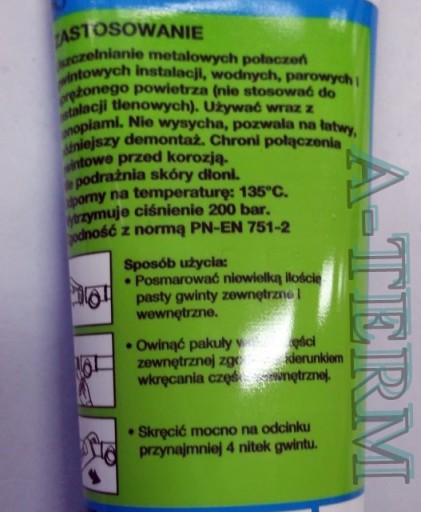 ZASTOSOWANIE
uszczelnianie metalowych połaczeń
gwintowych instalacji, wodnych, parowych i
sprężonego powietrza (nie stosować do
instalacji tlenowych). Używać wraz z
konopiami. Nie wysycha, pozwala na łatwy,
późniejszy demontaż. Chroni połączenia
gwintowe przed korozją.
Nie podrażnia skóry dłoni.
Odporny na temperaturę: 135°C.
Wytrzymuje ciśnienie 200 bar.
Zgodność z normą PN-EN 751-2
Sposób użycia:
• Posmarować niewielką ilością
pasty gwinty zewnętrzne i
wewnętrzne.
• Owinąć pakuły części
zewnętrznej kierunkiem
wkręcania
• Skręcić mocno na odcinku
przynajmniej 4 nitek gwintu.
A-TERM